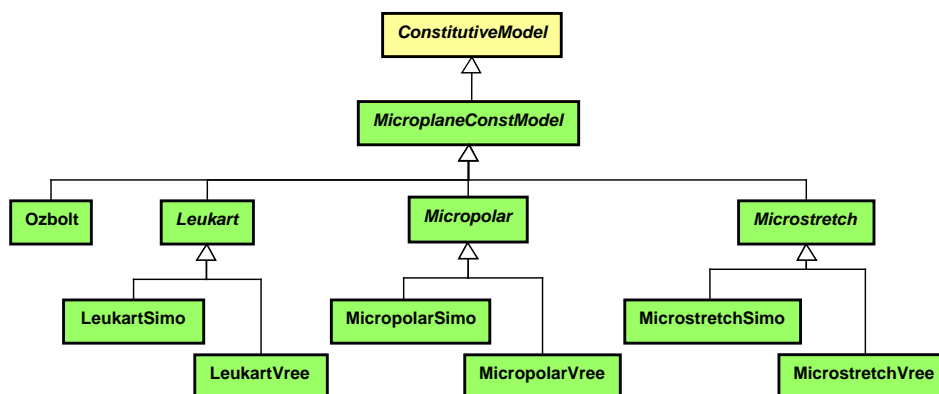 ConstitutiveModel
MicroplaneConstModel
Ozbolt
Leukart
Micropolar
Microstretch
LeukartSimo
MicropolarSimo
MicrostretchSimo
LeukartVree
MicropolarVree
MicrostretchVree